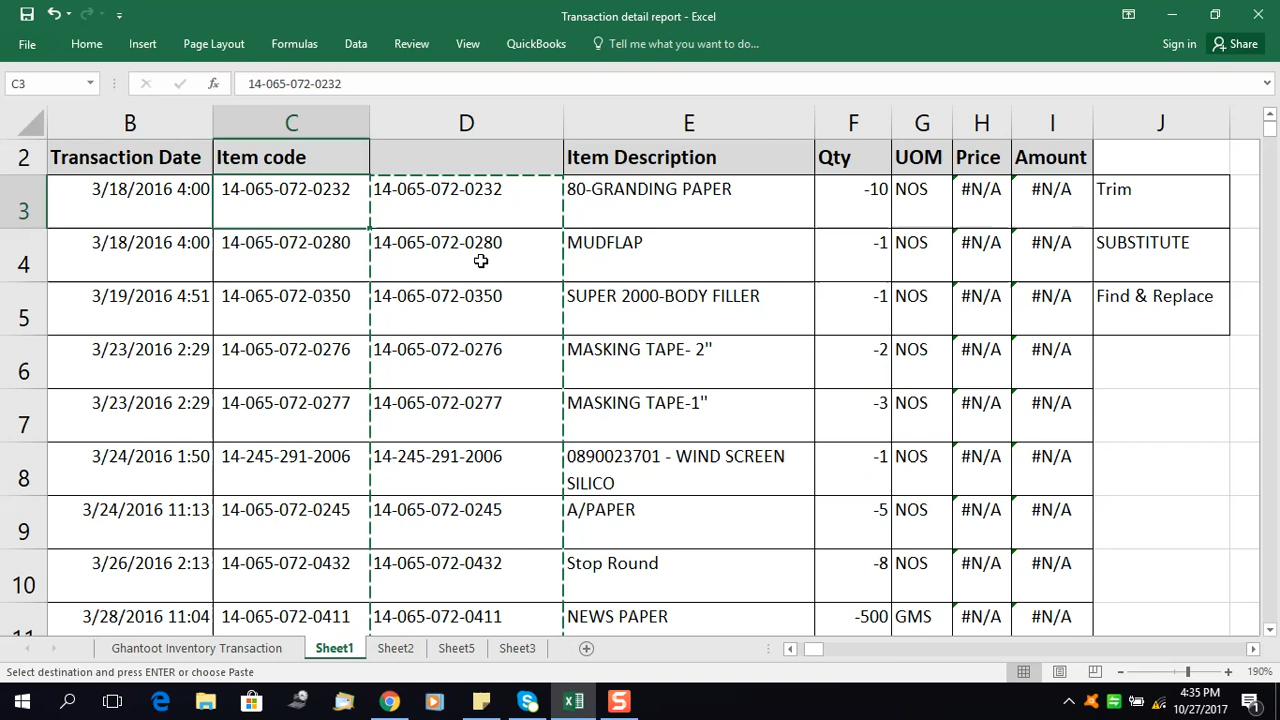 Transaction detail report - Excel
File Home Insert Page Layout Formulas Data Review View QuickBooks Tell me what you want to do... Sign in Share
C3 fx 14-065-072-0232
B C D E F G H I J
2 Transaction Date Item code Item Description Qty UOM Price Amount
3 3/18/2016 4:00 14-065-072-0232 14-065-072-0232 80-GRANDING PAPER -10 NOS #N/A #N/A Trim
4 3/18/2016 4:00 14-065-072-0280 14-065-072-0280 MUDFLAP -1 NOS #N/A #N/A SUBSTITUTE
5 3/19/2016 4:51 14-065-072-0350 14-065-072-0350 SUPER 2000-BODY FILLER -1 NOS #N/A #N/A Find & Replace
6 3/23/2016 2:29 14-065-072-0276 14-065-072-0276 MASKING TAPE- 2" -2 NOS #N/A #N/A
7 3/23/2016 2:29 14-065-072-0277 14-065-072-0277 MASKING TAPE-1" -3 NOS #N/A #N/A
8 3/24/2016 1:50 14-245-291-2006 14-245-291-2006 0890023701 - WIND SCREEN -1 NOS #N/A #N/A
SILICO
9 3/24/2016 11:13 14-065-072-0245 14-065-072-0245 A/PAPER -5 NOS #N/A #N/A
10 3/26/2016 2:13 14-065-072-0432 14-065-072-0432 Stop Round -8 NOS #N/A #N/A
11 3/28/2016 11:04 14-065-072-0411 14-065-072-0411 NEWS PAPER -500 GMS #N/A #N/A
Ghantoot Inventory Transaction Sheet1 Sheet2 Sheet5 Sheet3
Select destination and press ENTER or choose Paste 190%
4:35 PM
10/27/2017 1